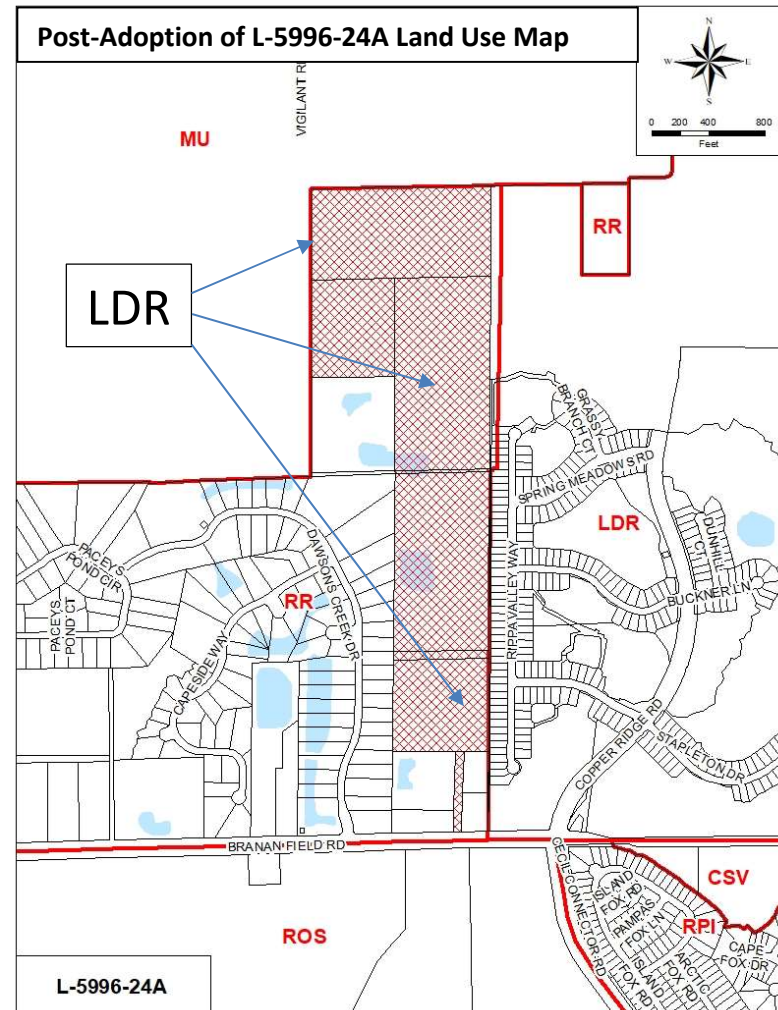 Post-Adoption of L-5996-24A Land Use Map
N
W
E
S
0 200 400 800
Feet
VIGILANT
MU
RR
LDR
GRASSY
BRANCH CT
SPRING MEADOWS RD
LDR
DUNHILL
CT
BUCKNER LN
RIPPA VALLEY WAY
PACEYS
POND CIR
PACEYS
POND CT
DAWSONS CREEK DR
RR
CAPESIDE WAY
COPPER RIDGE RD
STAPLETON DR
BRANAN FIELD RD
CECIL CONNECTOR RD
CSV
ISLAND
FOX RD
PAMPAS
FOX LN
RPI
CAPE
FOX DR
ROS
ISLAND
FOX RD
ARCTIC
FOX RD
L-5996-24A